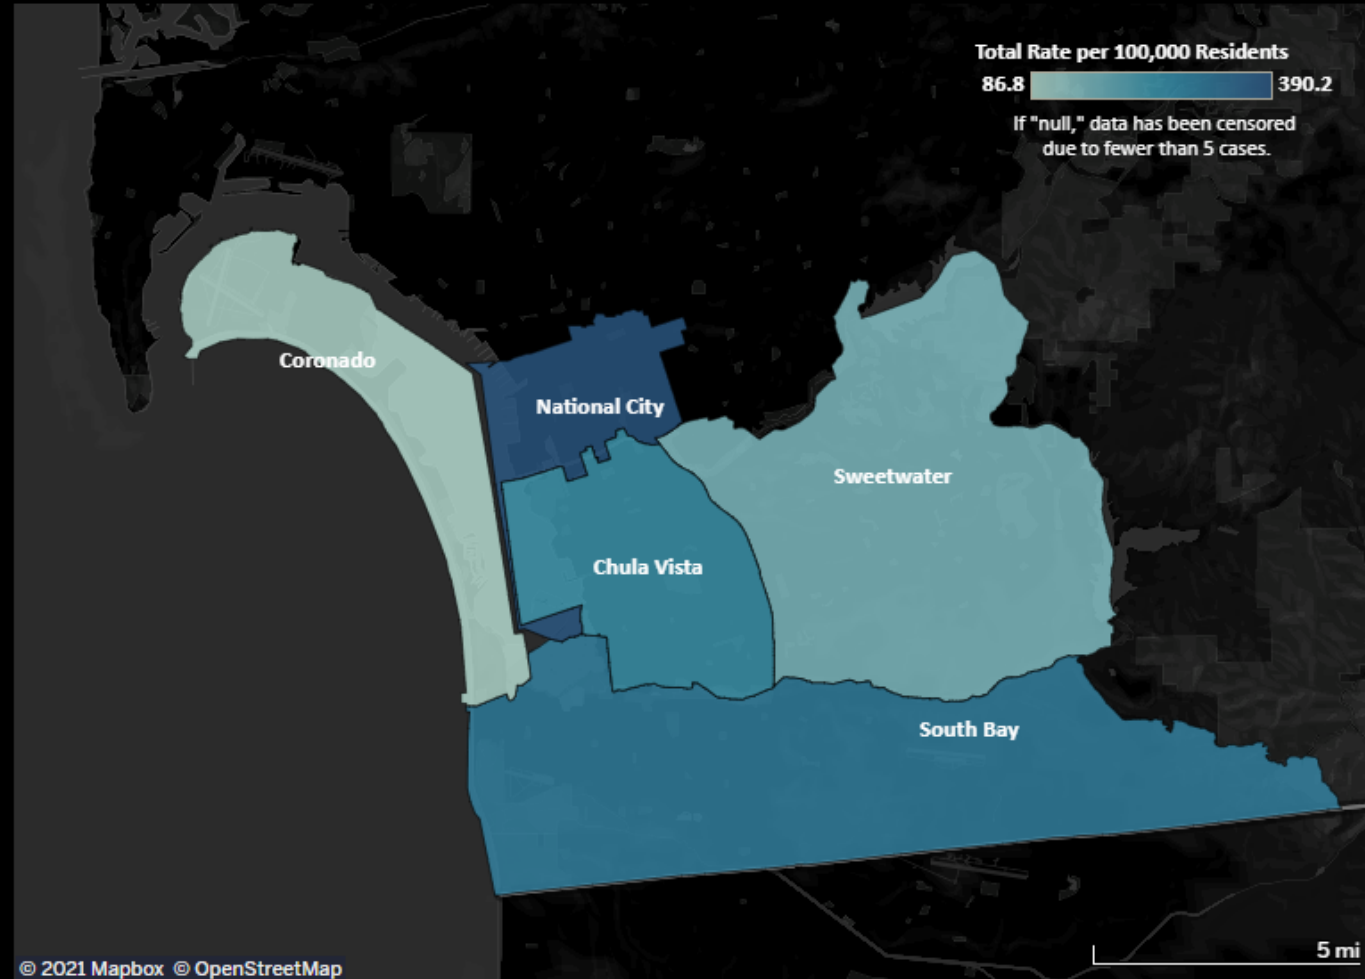 Total Rate per 100,000 Residents
86.8 390.2
If "null," data has been censored
due to fewer than 5 cases.
Coronado
National City
Sweetwater
Chula Vista
South Bay
© 2021 Mapbox © OpenStreetMap
5 mi